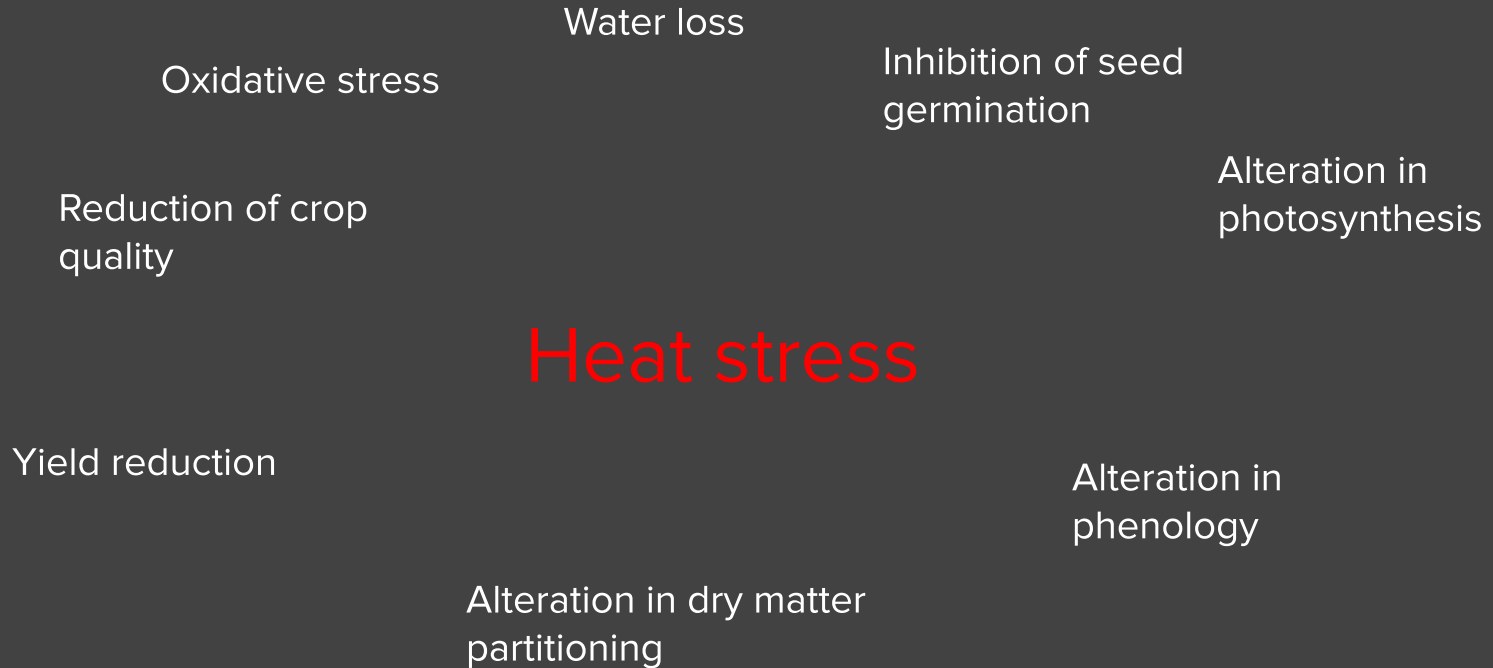 Water loss
Oxidative stress
Inhibition of seed
germination
Alteration in
photosynthesis
Reduction of crop
quality
Heat stress
Yield reduction
Alteration in
phenology
Alteration in dry matter
partitioning